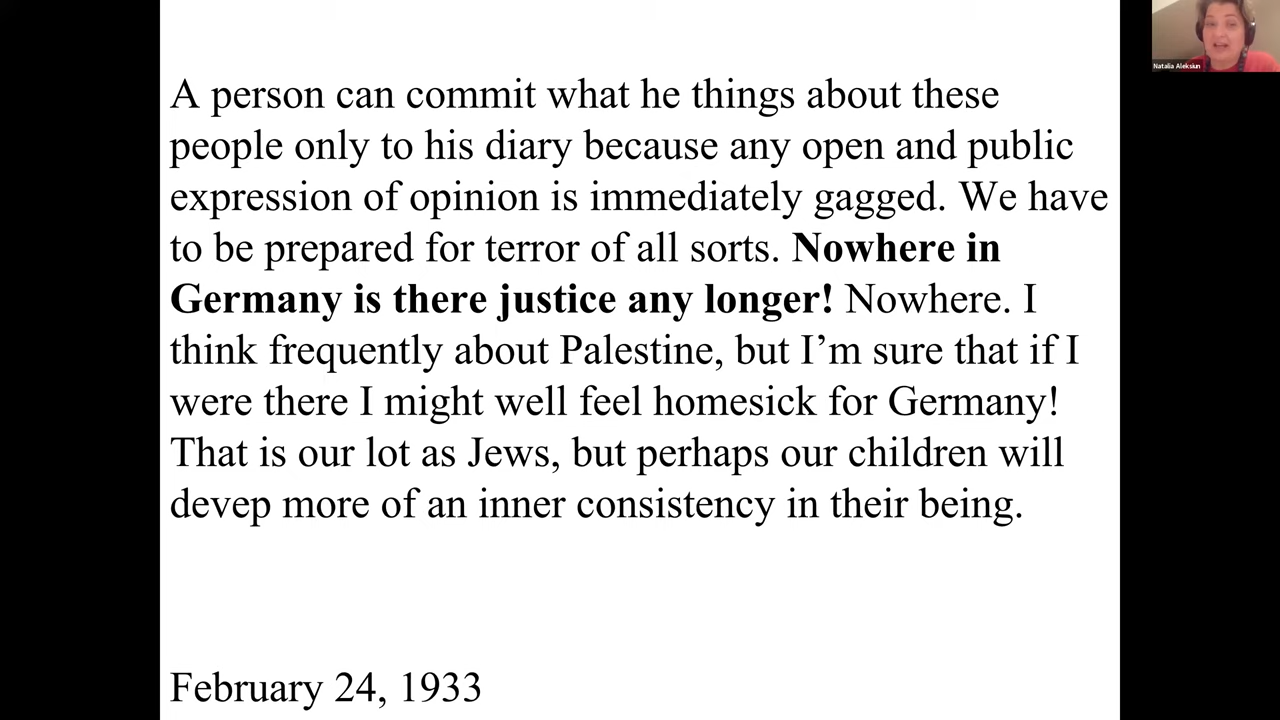 A person can commit what he things about these
people only to his diary because any open and public
expression of opinion is immediately gagged. We have
to be prepared for terror of all sorts. Nowhere in
Germany is there justice any longer! Nowhere. I
think frequently about Palestine, but I’m sure that if I
were there I might well feel homesick for Germany!
That is our lot as Jews, but perhaps our children will
devep more of an inner consistency in their being.
February 24, 1933
Natalia Aleksiun